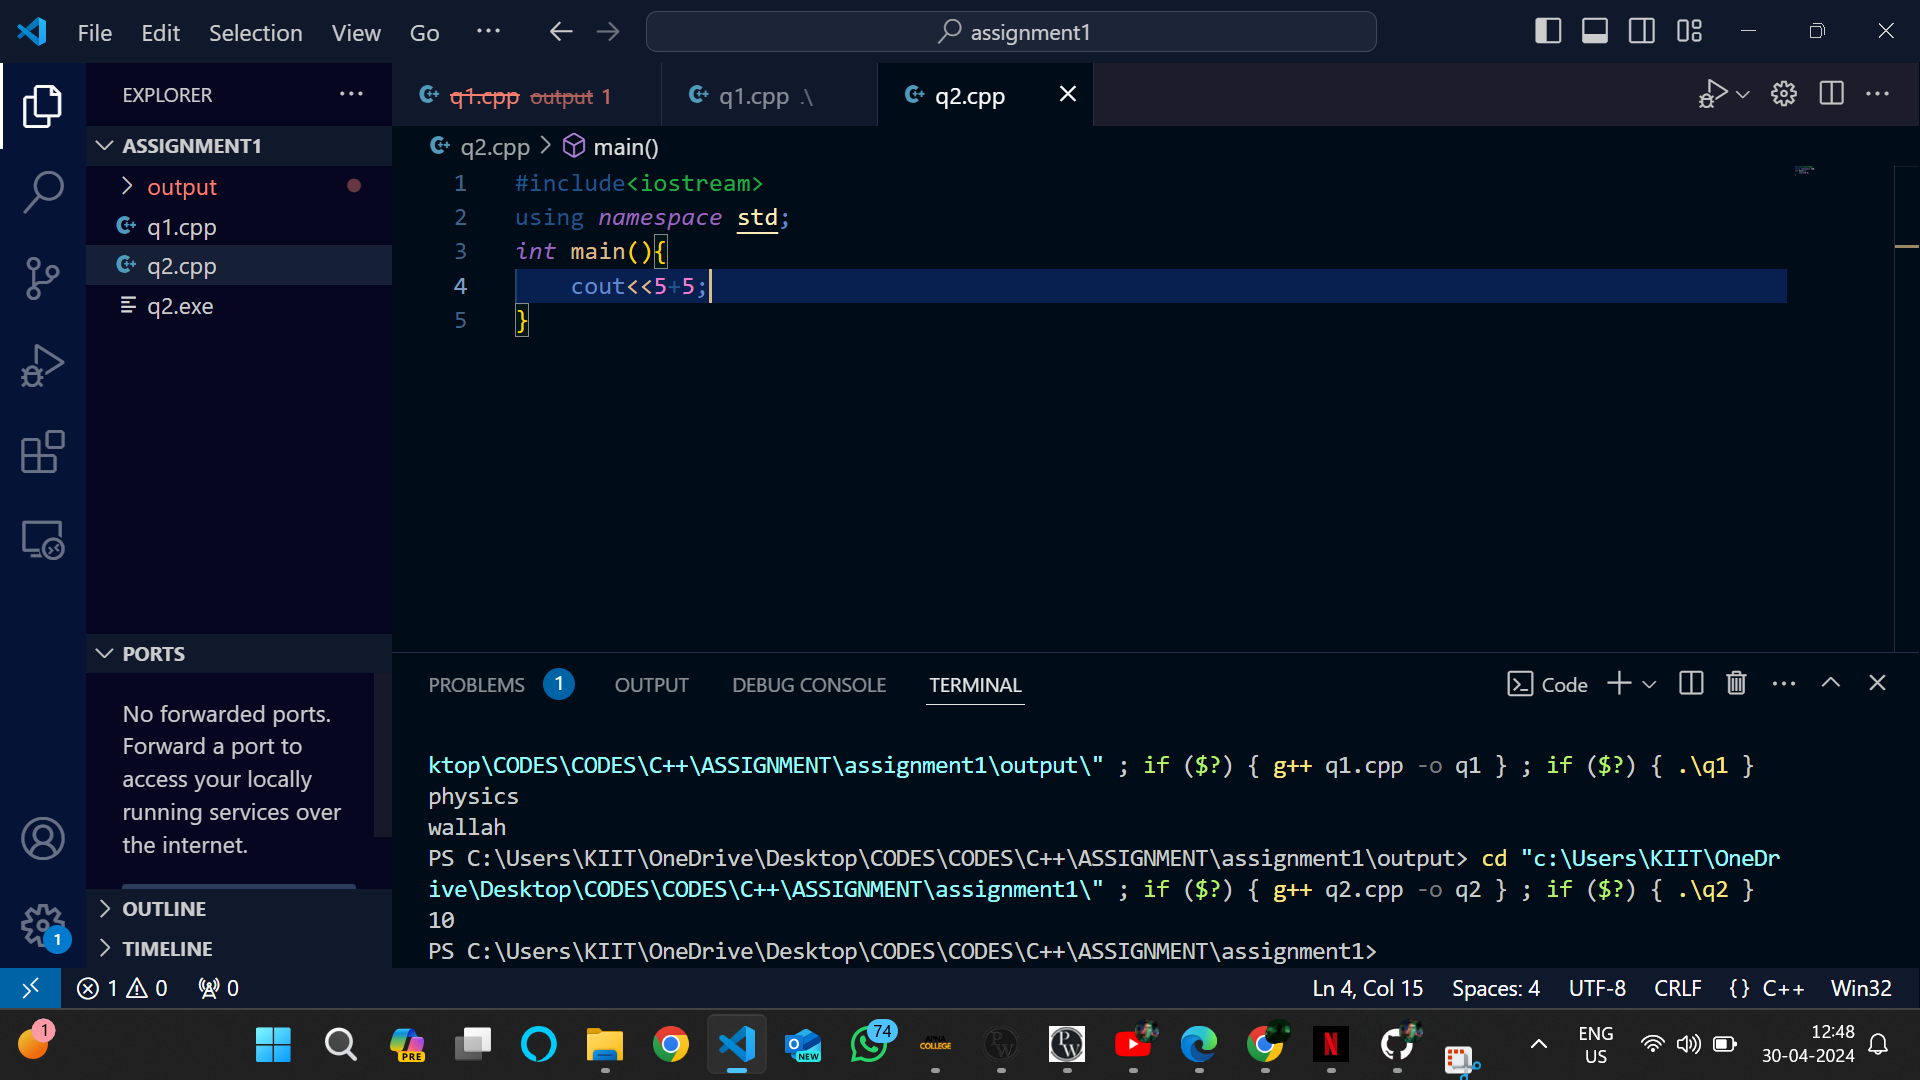 File Edit Selection View Go ··· assignment1
EXPLORER ···
ASSIGNMENT1
output
q1.cpp
q2.cpp
q2.exe
q1.cpp output 1 q1.cpp .\ q2.cpp
q2.cpp > main()
1 #include<iostream>
2 using namespace std;
3 int main(){
4 cout<<5+5;
5 }
PORTS
No forwarded ports.
Forward a port to
access your locally
running services over
the internet.
OUTLINE
TIMELINE
PROBLEMS 1 OUTPUT DEBUG CONSOLE TERMINAL Code
ktop\CODES\CODES\C++\ASSIGNMENT\assignment1\output\" ; if ($?) { g++ q1.cpp -o q1 } ; if ($?) { .\q1 }
physics
wallah
PS C:\Users\KIIT\OneDrive\Desktop\CODES\CODES\C++\ASSIGNMENT\assignment1\output> cd "c:\Users\KIIT\OneDr
ive\Desktop\CODES\CODES\C++\ASSIGNMENT\assignment1\" ; if ($?) { g++ q2.cpp -o q2 } ; if ($?) { .\q2 }
10
PS C:\Users\KIIT\OneDrive\Desktop\CODES\CODES\C++\ASSIGNMENT\assignment1>
1
1 0 0 Ln 4, Col 15 Spaces: 4 UTF-8 CRLF {} C++ Win32
1 PRE NEW 74 COLLEGE PW PW N
ENG
US
12:48
30-04-2024